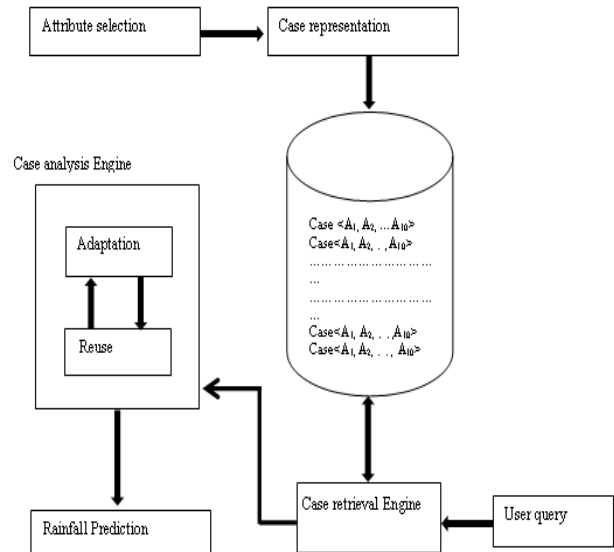 Attribute selection
Case representation
Case analysis Engine
Adaptation
Reuse
Case <A₁, A₂, ...A₁₀>
Case<A₁, A₂, . . ,A₁₀>
................................
...
................................
...
Case<A₁, A₂, . . ,A₁₀>
Case<A₁, A₂, . . , A₁₀>
Rainfall Prediction
Case retrieval Engine
User query